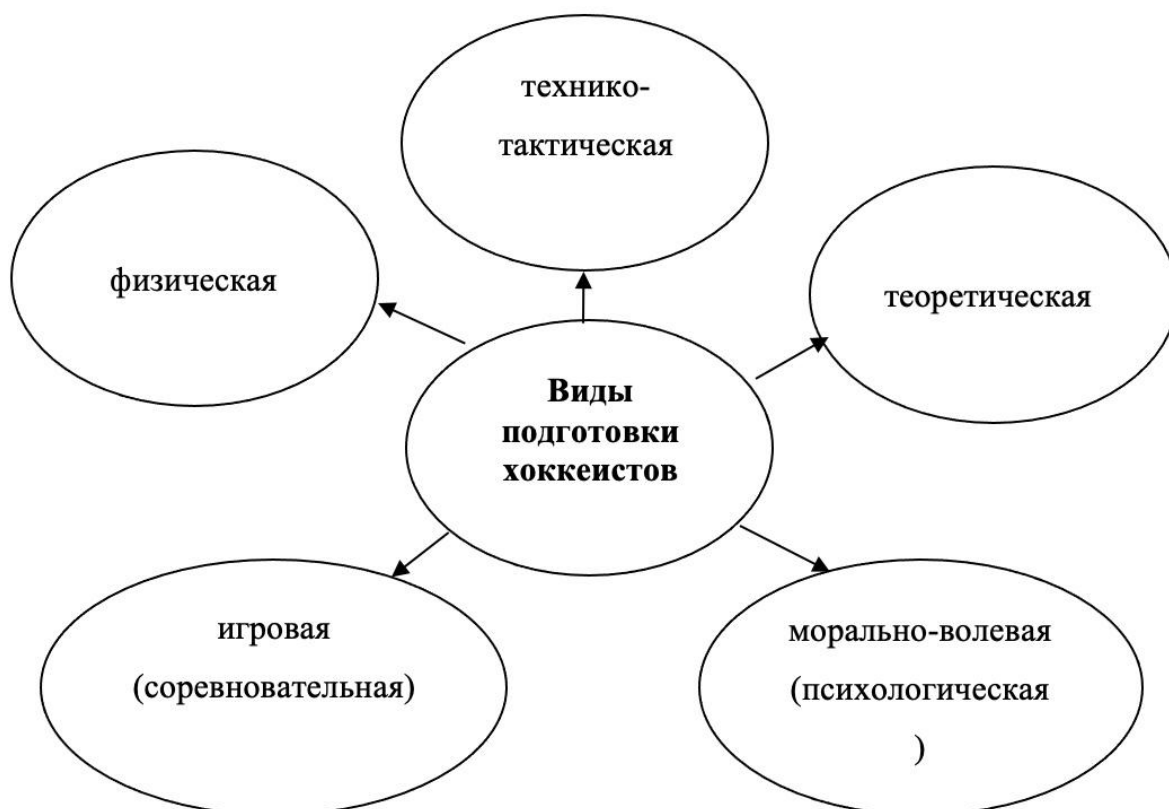 технико-
тактическая
физическая
теоретическая
Виды
подготовки
хоккеистов
игровая
(соревновательная)
морально-волевая
(психологическая
)